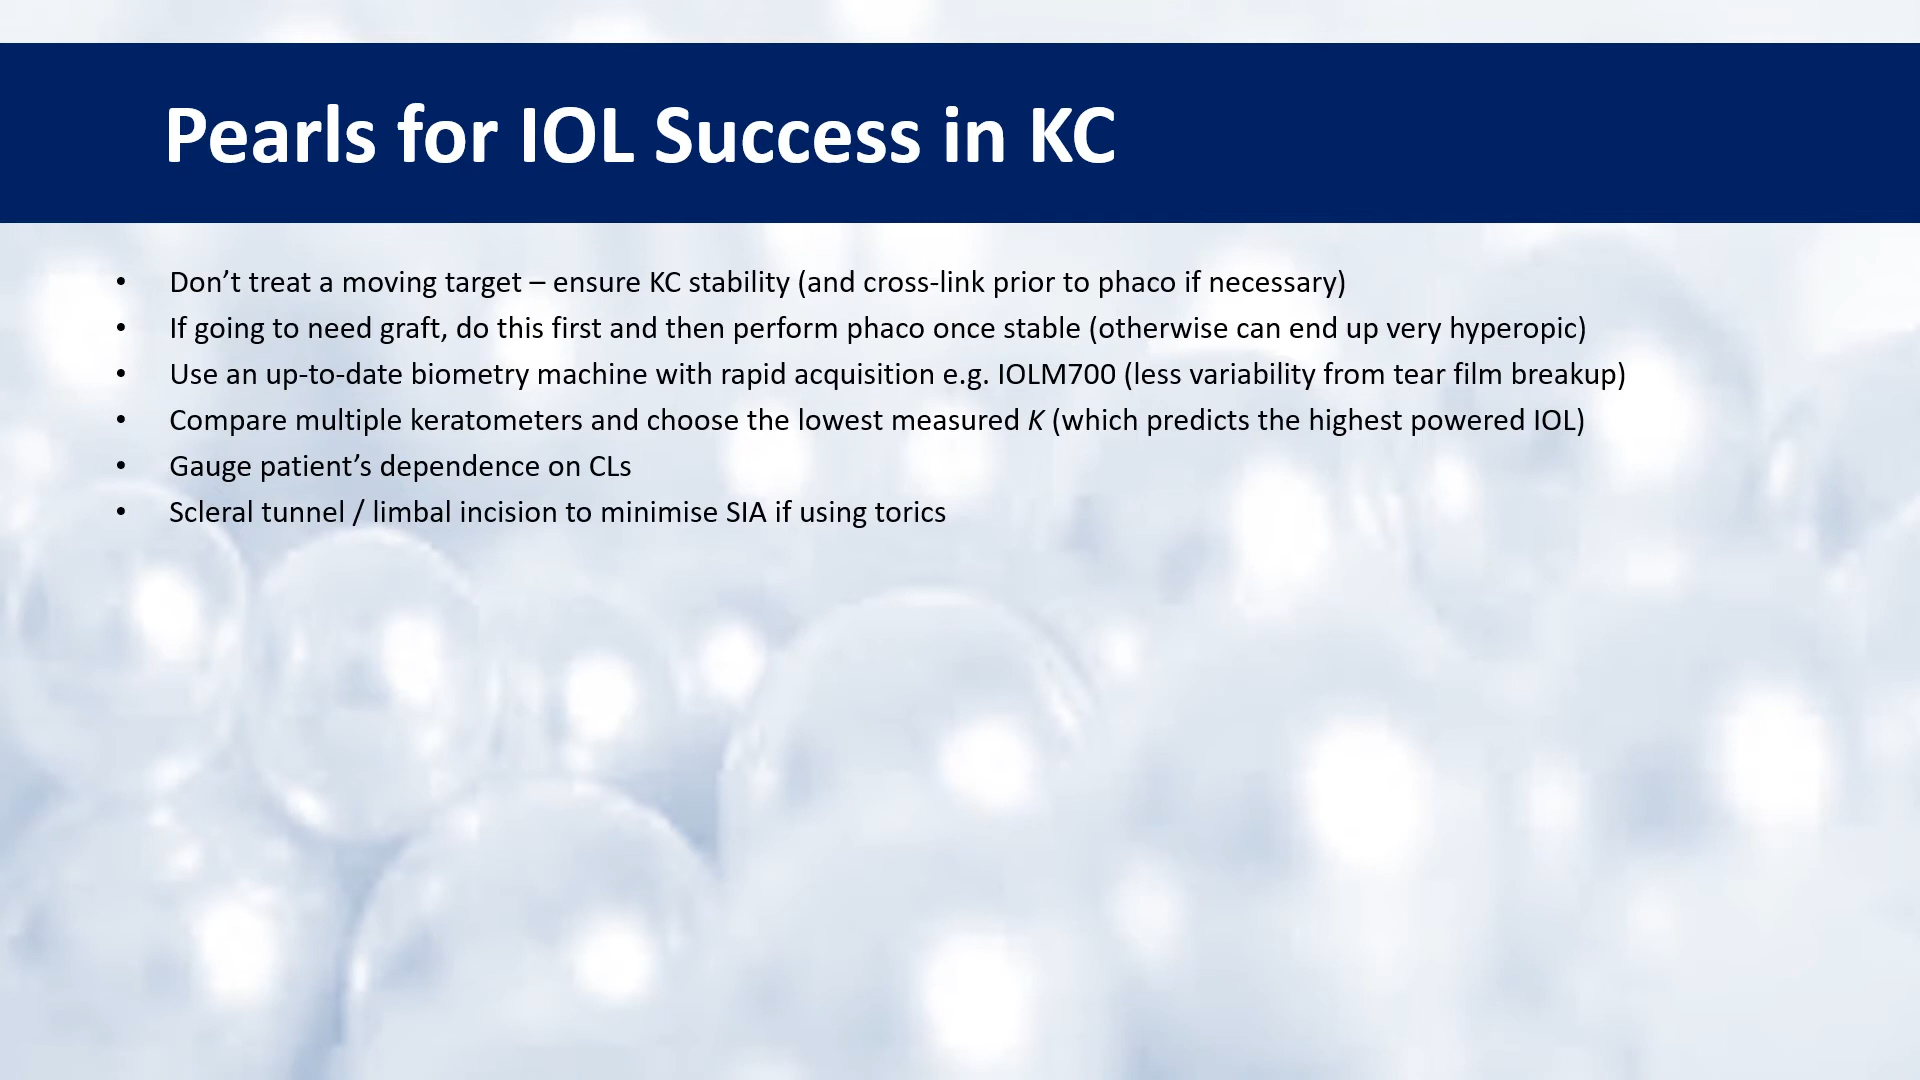 Pearls for IOL Success in KC
• Don’t treat a moving target – ensure KC stability (and cross-link prior to phaco if necessary)
• If going to need graft, do this first and then perform phaco once stable (otherwise can end up very hyperopic)
• Use an up-to-date biometry machine with rapid acquisition e.g. IOLM700 (less variability from tear film breakup)
• Compare multiple keratometers and choose the lowest measured K (which predicts the highest powered IOL)
• Gauge patient’s dependence on CLs
• Scleral tunnel / limbal incision to minimise SIA if using torics